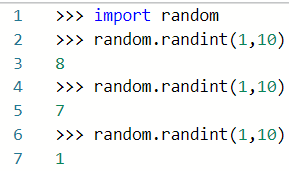 1 >>> import random
2 >>> random.randint(1,10)
3 8
4 >>> random.randint(1,10)
5 7
6 >>> random.randint(1,10)
7 1